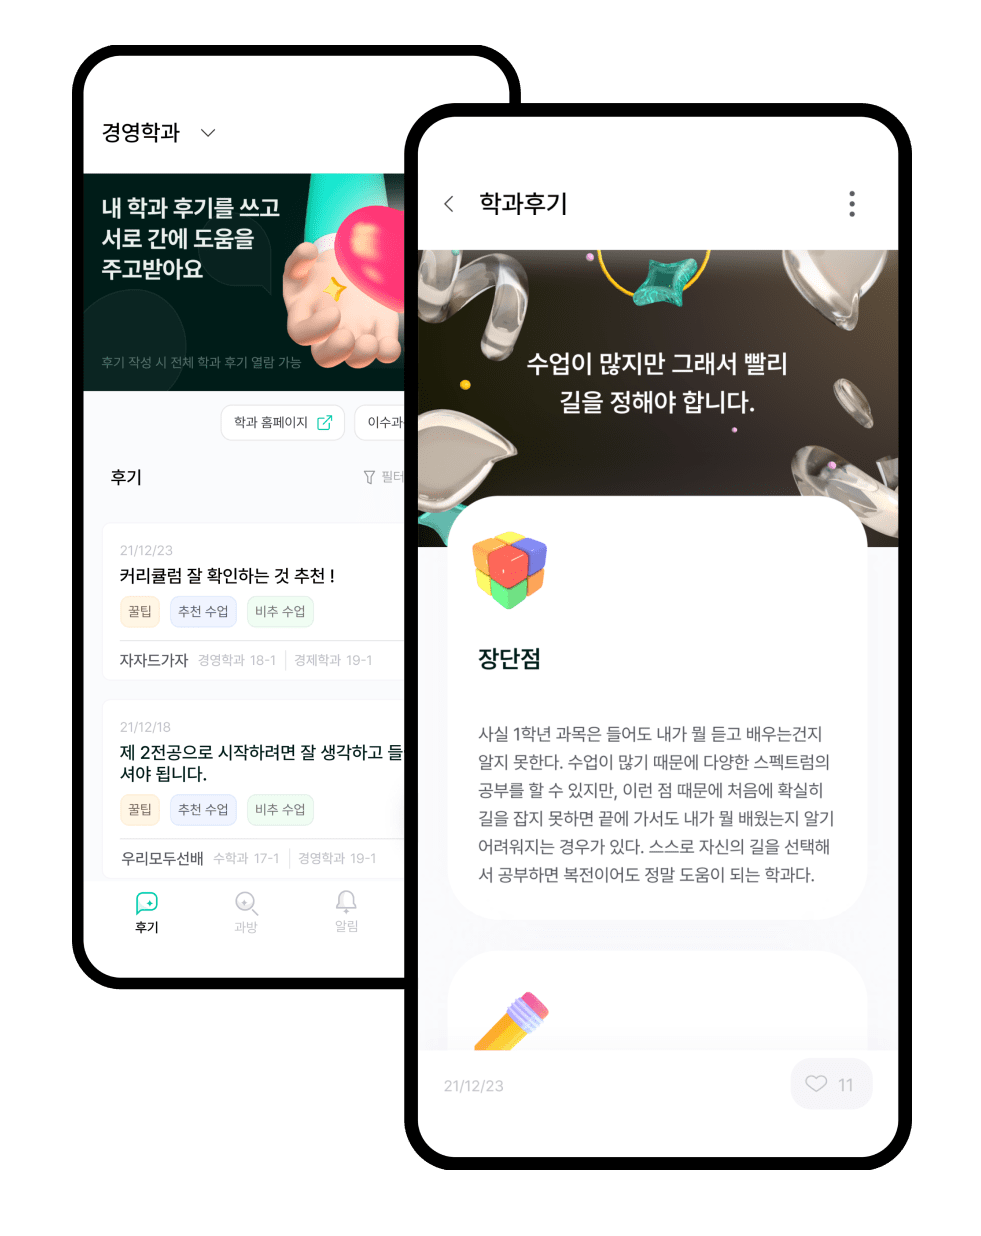 경영학과
내 학과 후기를 쓰고
서로 간에 도움을
주고받아요
후기 작성 시 전체 학과 후기 열람 가능
학과 홈페이지
이수과
후기
필터
21/12/23
커리큘럼 잘 확인하는 것 추천 !
꿀팁
추천 수업
비추 수업
자자드가자 경영학과 18-1 경제학과 19-1
21/12/18
제 2전공으로 시작하려면 잘 생각하고 들
셔야 됩니다.
꿀팁
추천 수업
비추 수업
우리모두선배 수학과 17-1 경영학과 19-1
후기
과방
알림
학과후기
수업이 많지만 그래서 빨리
길을 정해야 합니다.
장단점
사실 1학년 과목은 들어도 내가 뭘 듣고 배우는건지
알지 못한다. 수업이 많기 때문에 다양한 스펙트럼의
공부를 할 수 있지만, 이런 점 때문에 처음에 확실히
길을 잡지 못하면 끝에 가서도 내가 뭘 배웠는지 알기
어려워지는 경우가 있다. 스스로 자신의 길을 선택해
서 공부하면 복전이어도 정말 도움이 되는 학과다.
21/12/23
11